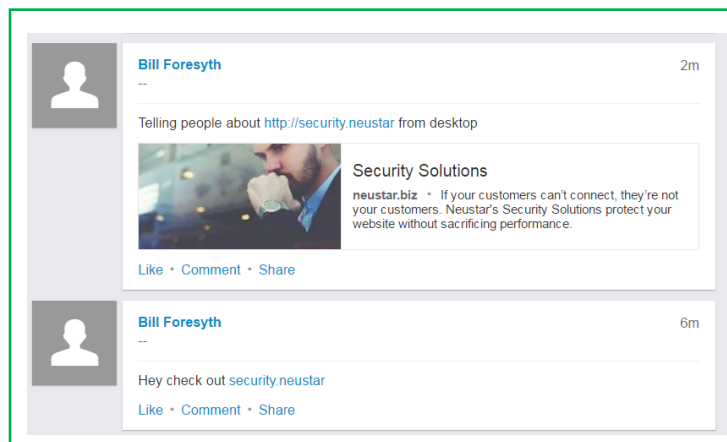 Bill Foresyth 2m
--
Telling people about http://security.neustar from desktop
Security Solutions
neustar.biz • If your customers can't connect, they're not
your customers. Neustar's Security Solutions protect your
website without sacrificing performance.
Like • Comment • Share
Bill Foresyth 6m
--
Hey check out security.neustar
Like • Comment • Share